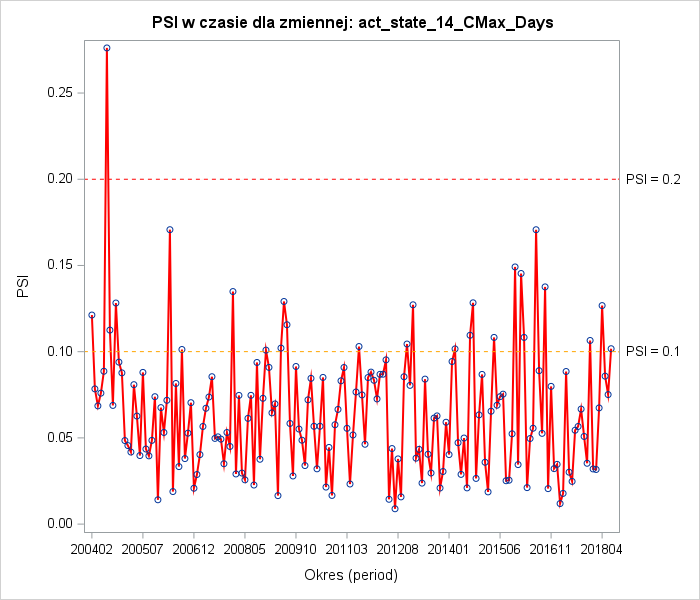 PSI w czasie dla zmiennej: act_state_14_CMax_Days
0.25
0.20
PSI = 0.2
0.15
PSI
0.10
PSI = 0.1
0.05
0.00
200402 200507 200612 200805 200910 201103 201208 201401 201506 201611 201804
Okres (period)